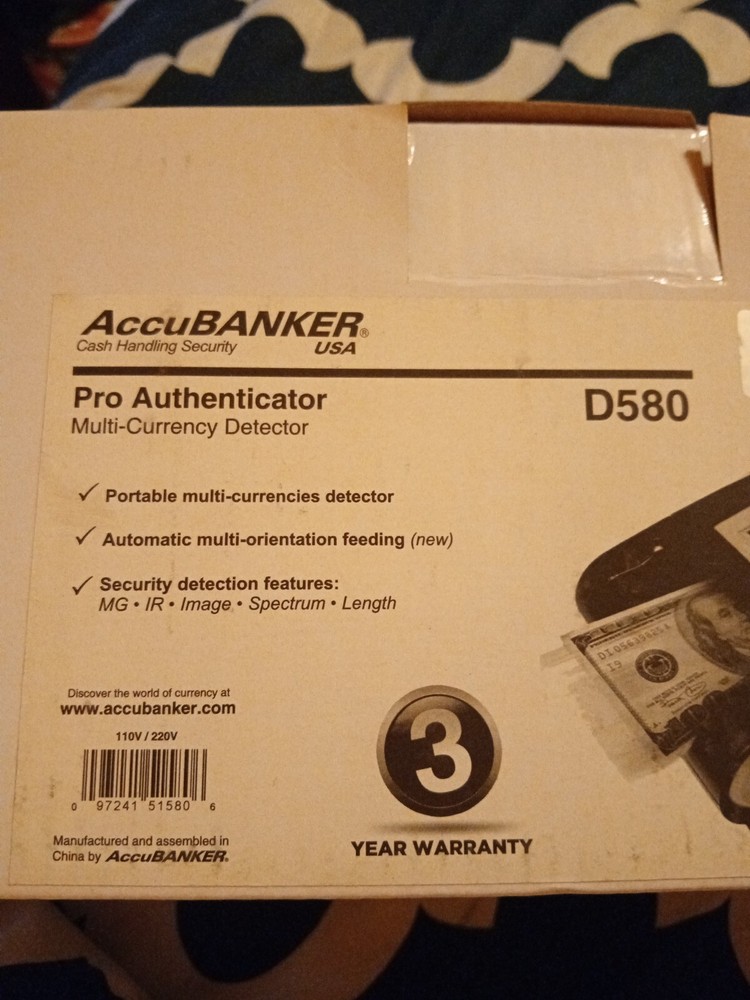 AccuBANKER®
Cash Handling Security USA
Pro Authenticator
D580
Multi-Currency Detector
✓ Portable multi-currencies detector
✓ Automatic multi-orientation feeding (new)
✓ Security detection features:
MG • IR • Image • Spectrum • Length
Discover the world of currency at
www.accubanker.com
110V / 220V
0 97241 51580 6
Manufactured and assembled in
China by AccuBANKER®
3
YEAR WARRANTY